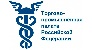 Торгово-
промышленная
палата
Российской
Федерации